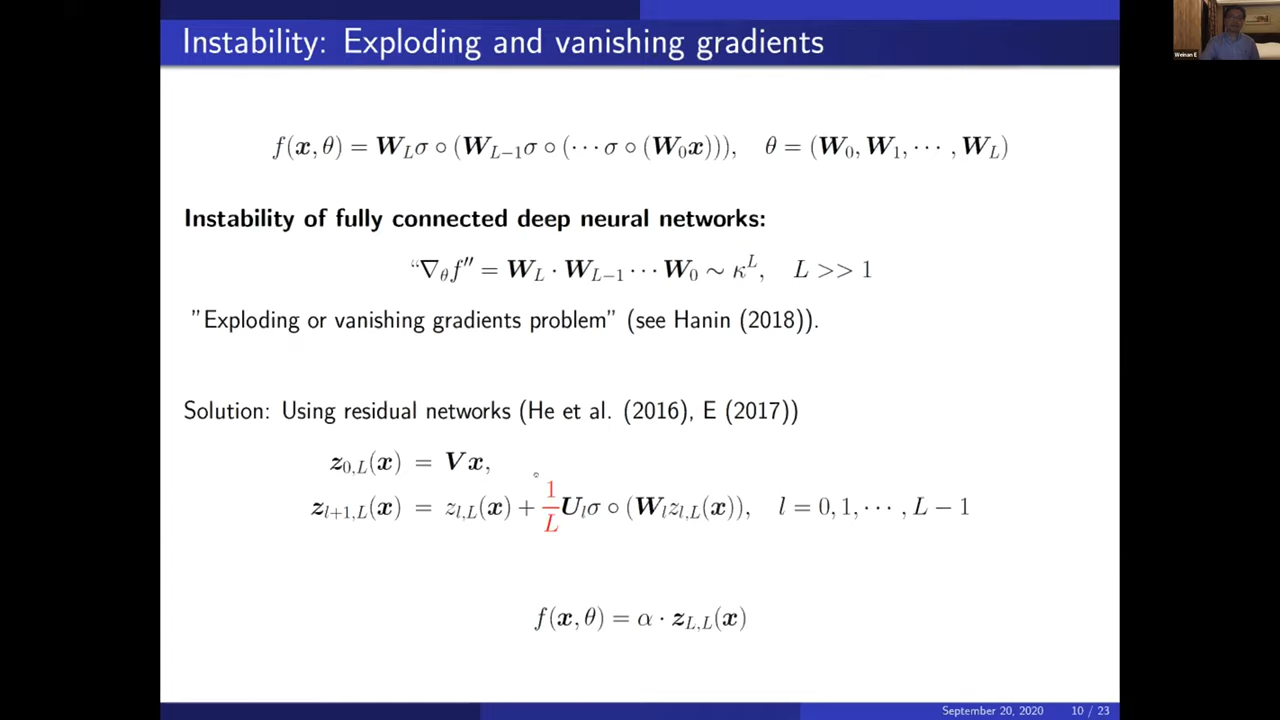 Instability: Exploding and vanishing gradients
Weinan E
f(x, θ) = W_L σ ∘ (W_{L−1} σ ∘ (⋯ σ ∘ (W_0 x))), θ = (W_0, W_1, ⋯ , W_L)
Instability of fully connected deep neural networks:
“∇_θ f″ = W_L · W_{L−1} ⋯ W_0 ∼ κ^L, L >> 1
”Exploding or vanishing gradients problem” (see Hanin (2018)).
Solution: Using residual networks (He et al. (2016), E (2017))
z_{0,L}(x) = V x,
z_{l+1,L}(x) = z_{l,L}(x) + \frac{1}{L} U_l σ ∘ (W_l z_{l,L}(x)), l = 0, 1, ⋯ , L − 1
f(x, θ) = α · z_{L,L}(x)
September 20, 2020 10 / 23